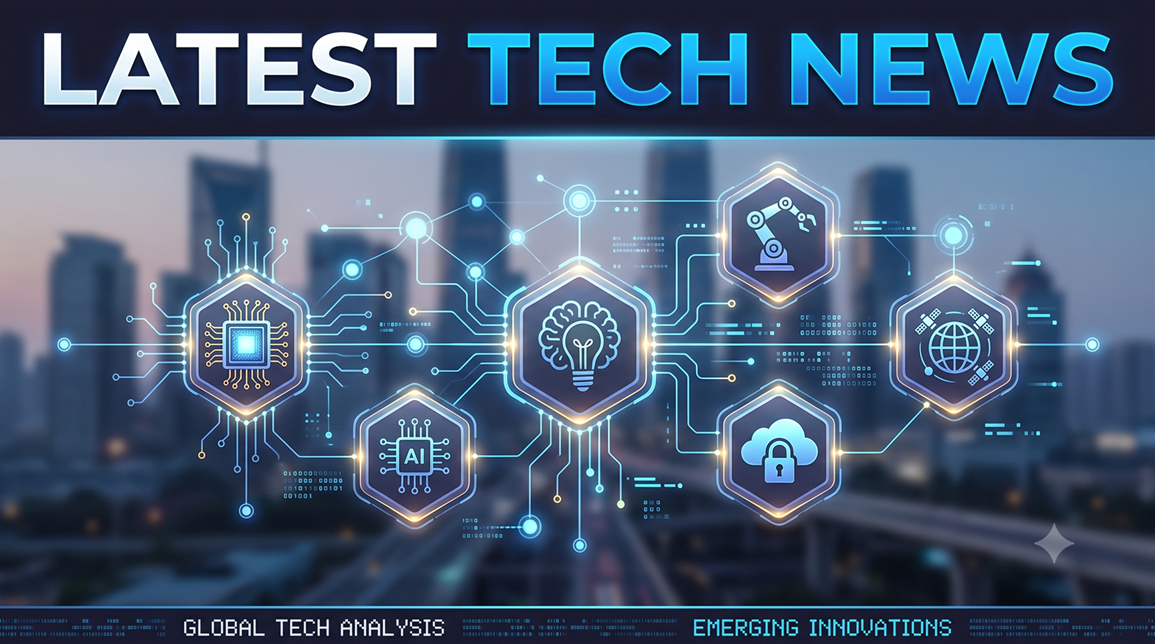 LATEST TECH NEWS
AI
GLOBAL TECH ANALYSIS
EMERGING INNOVATIONS